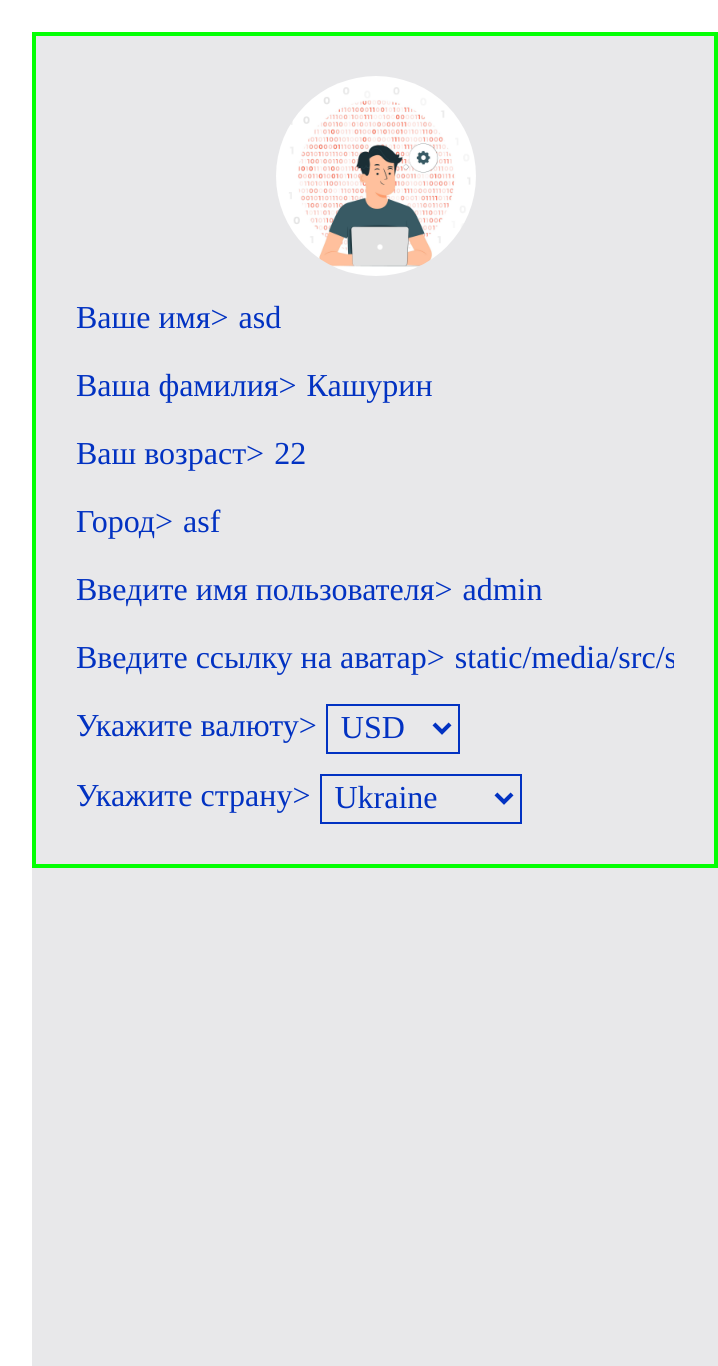 Ваше имя> asd
Ваша фамилия> Кашурин
Ваш возраст> 22
Город> asf
Введите имя пользователя> admin
Введите ссылку на аватар> static/media/src/s
Укажите валюту> USD
Укажите страну> Ukraine